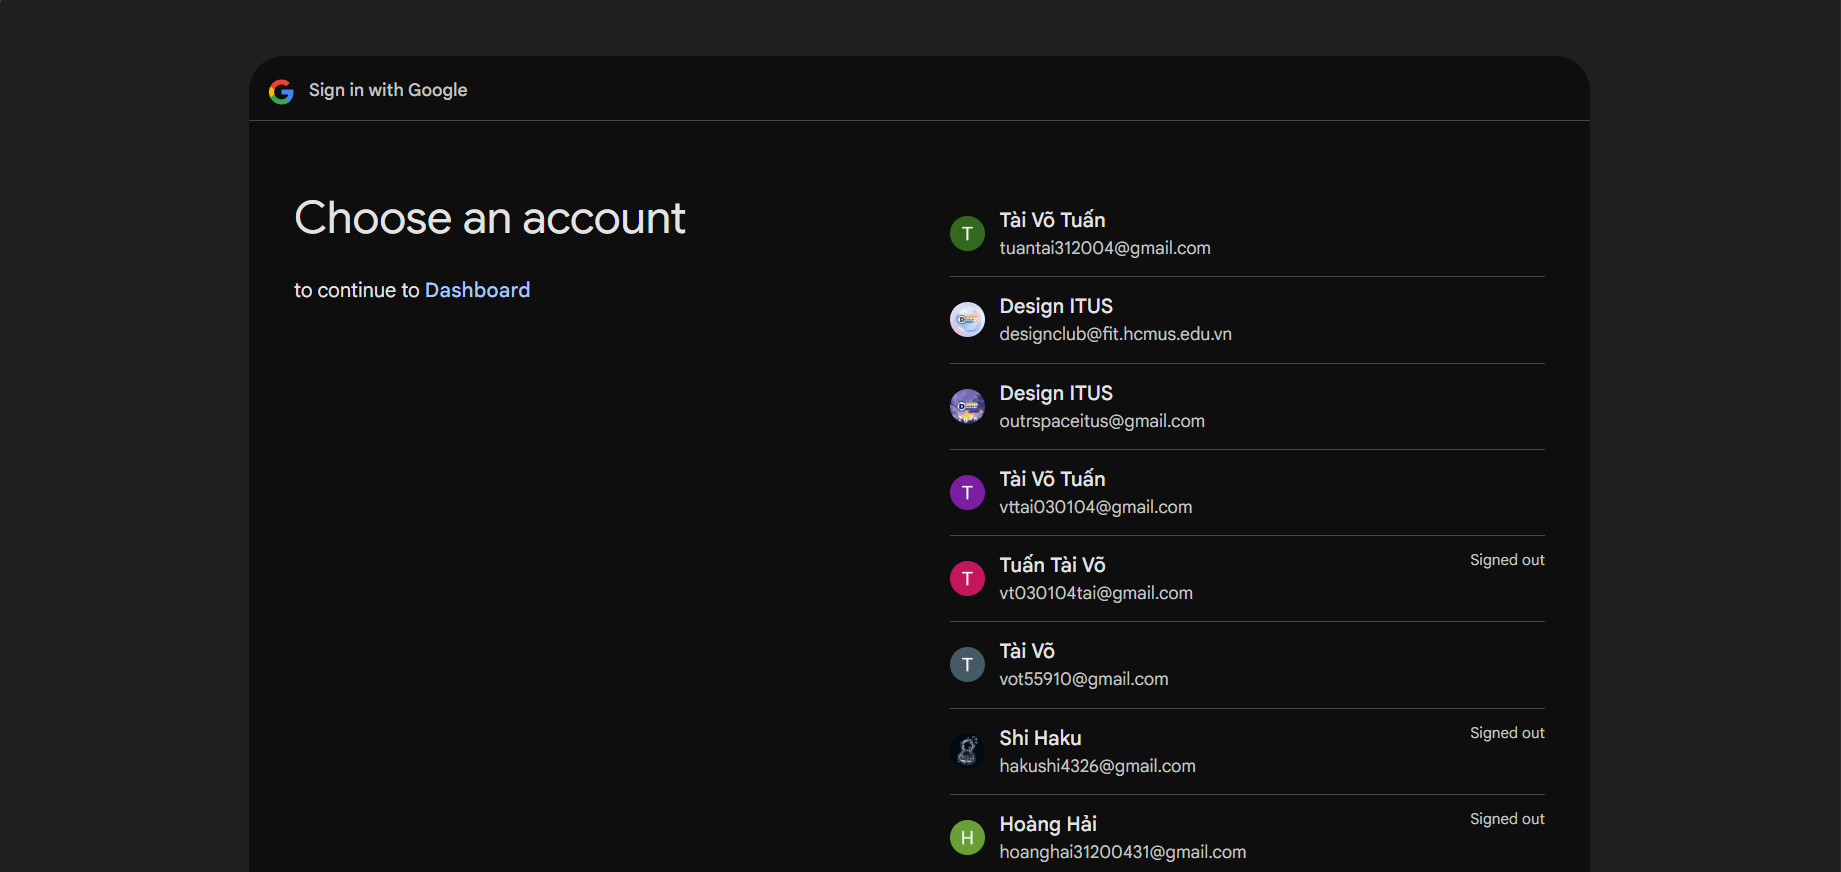 Sign in with Google
Choose an account
to continue to Dashboard
T
Tài Võ Tuấn
tuantai312004@gmail.com
Design ITUS
designclub@fit.hcmus.edu.vn
Design ITUS
outrspaceitus@gmail.com
T
Tài Võ Tuấn
vttai030104@gmail.com
T
Tuấn Tài Võ
Signed out
vt030104tai@gmail.com
T
Tài Võ
vot55910@gmail.com
Shi Haku
Signed out
hakushi4326@gmail.com
H
Hoàng Hải
Signed out
hoanghai31200431@gmail.com